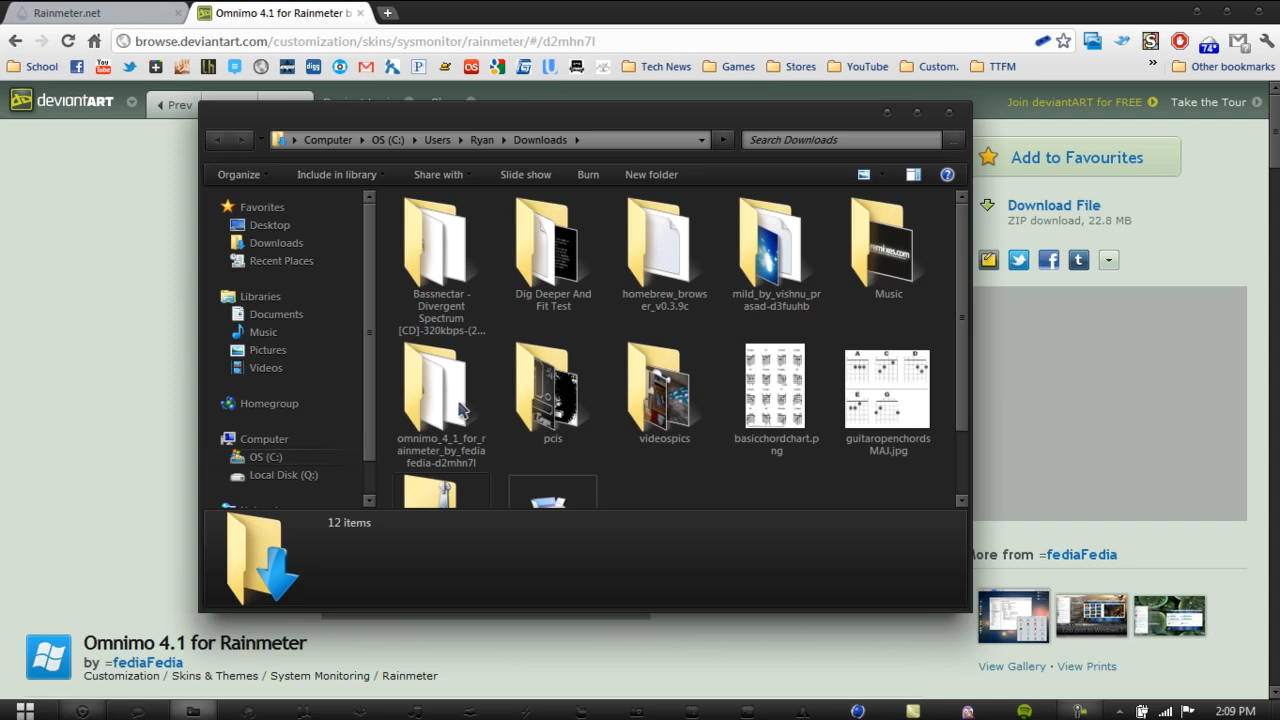 Rainmeter.net
Omnimo 4.1 for Rainmeter b
browse.deviantart.com/customization/skins/sysmonitor/rainmeter/#/d2mhn7l
School
Tech News
Games
Stores
YouTube
Custom.
TTFM
Other bookmarks
deviantART
Prev
Join deviantART for FREE
Take the Tour
Computer
OS (C:)
Users
Ryan
Downloads
Search Downloads
Organize
Include in library
Share with
Slide show
Burn
New folder
Favorites
Desktop
Downloads
Recent Places
Libraries
Documents
Music
Pictures
Videos
Homegroup
Computer
OS (C:)
Local Disk (Q:)
Bassnectar -
Divergent
Spectrum
[CD]-320kbps-(2...
Dig Deeper And
Fit Test
homebrew_brows
er_v0.3.9c
mild_by_vishnu_pr
asad-d3fuuhb
Music
omnimo_4_1_for_r
ainmeter_by_fedia
fedia-d2mhn7l
pcis
videospics
basicchordchart.p
ng
guitaropenchords
MAJ.jpg
12 items
Add to Favourites
Download File
ZIP download, 22.8 MB
More from =fediaFedia
View Gallery - View Prints
Omnimo 4.1 for Rainmeter
by =fediaFedia
Customization / Skins & Themes / System Monitoring / Rainmeter
2:09 PM